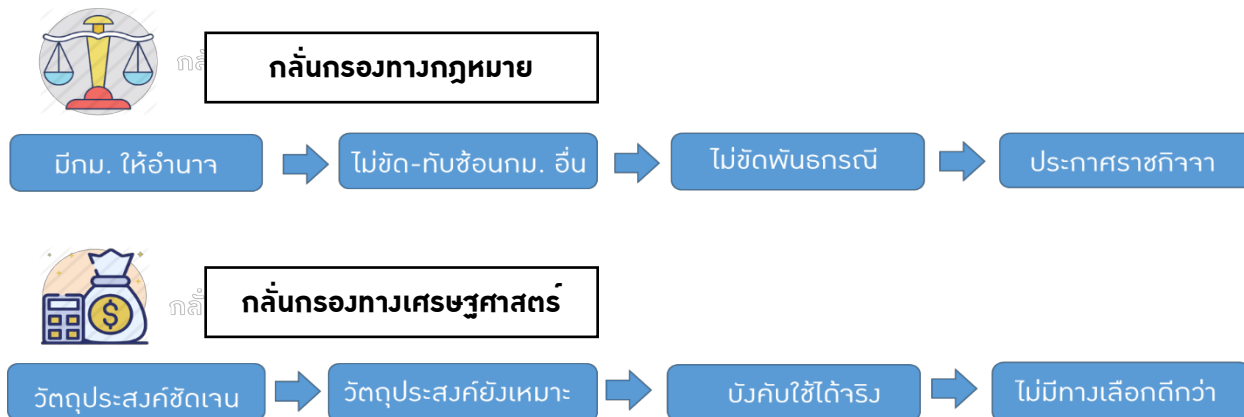 กลั่นกรองทางกฎหมาย
มีกม. ให้อำนาจ
ไม่ขัด-ทับซ้อนกม. อื่น
ไม่ขัดพันธกรณี
ประกาศราชกิจจา
$
กลั่นกรองทางเศรษฐศาสตร์
วัตถุประสงค์ชัดเจน
วัตถุประสงค์ยังเหมาะ
บังคับใช้ได้จริง
ไม่มีทางเลือกดีกว่า